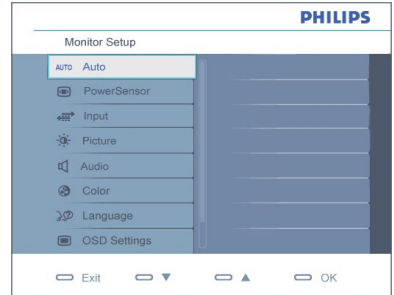 PHILIPS
Monitor Setup
AUTO Auto
PowerSensor
Input
Picture
Audio
Color
Language
OSD Settings
Exit ▼ ▲ OK